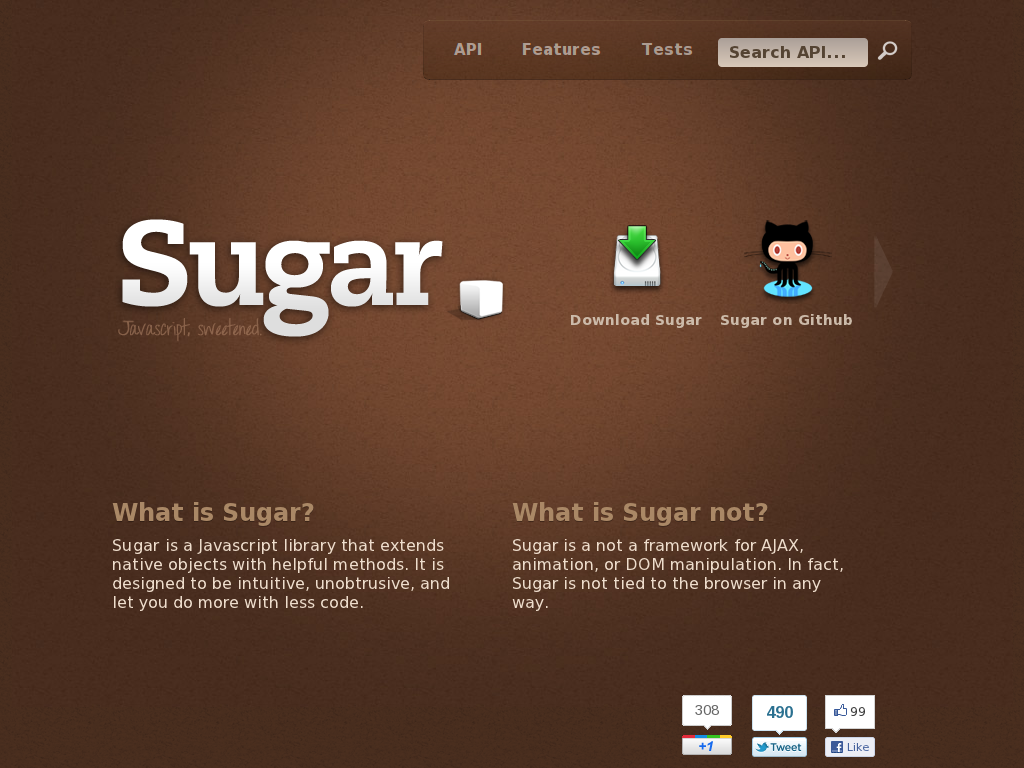 API Features Tests Search API...
Sugar
Javascript, sweetened.
Download Sugar Sugar on Github
What is Sugar?
Sugar is a Javascript library that extends
native objects with helpful methods. It is
designed to be intuitive, unobtrusive, and
let you do more with less code.
What is Sugar not?
Sugar is a not a framework for AJAX,
animation, or DOM manipulation. In fact,
Sugar is not tied to the browser in any
way.
308 490 99
+1 Tweet Like